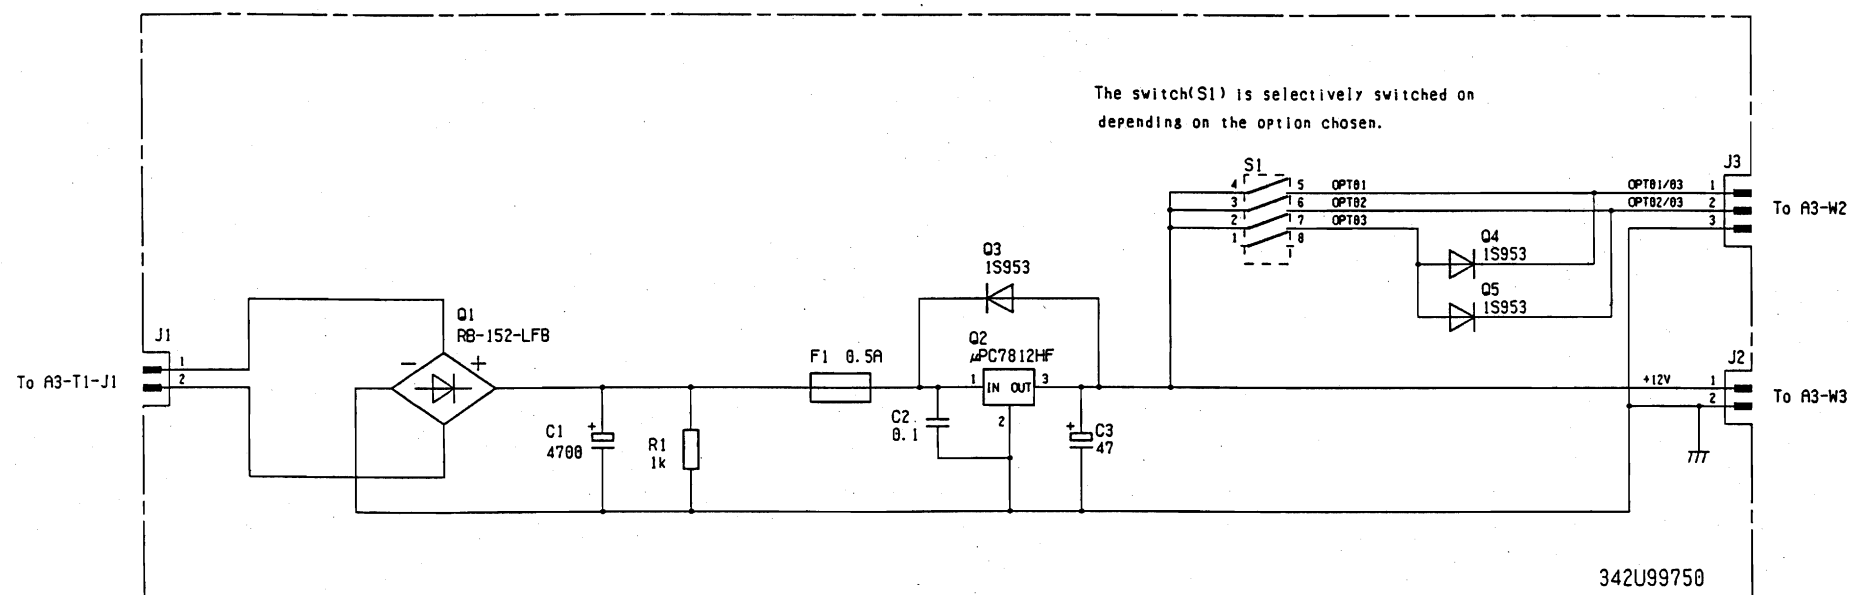 The switch(S1) is selectively switched on
depending on the option chosen.
S1
J3
4 5 OPT01 OPT01/03 1
3 6 OPT02 OPT02/03 2
To A3-W2
2 7 OPT03 3
1 8
Q4
1S953
Q3
1S953
Q5
1S953
Q1
RB-152-LFB
J1
Q2
µPC7812HF
J2
F1 0.5A
1
2
To A3-T1-J1
− +
1 IN OUT 3
+12V 1
2
To A3-W3
C2
0.1
2
C1 +
4700
R1
1k
+ C3
47
342U99750